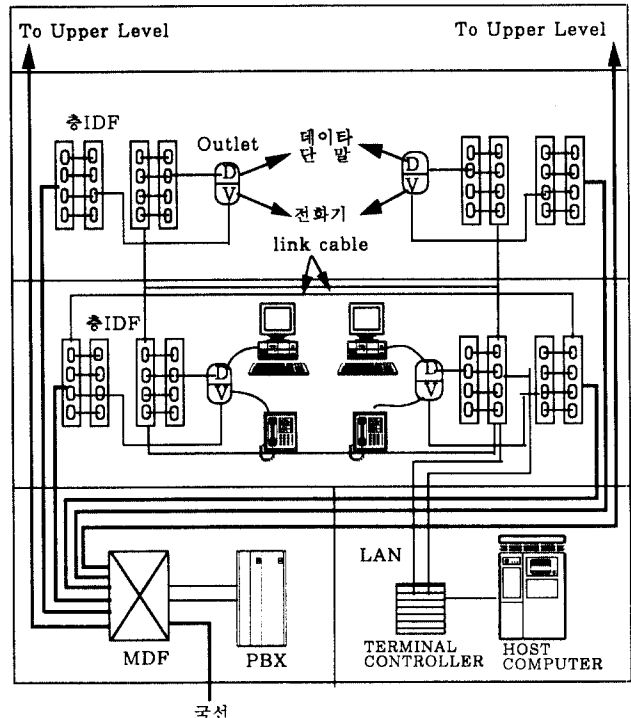 To Upper Level
To Upper Level
층IDF
Outlet
데이타
단 말
D
V
D
V
전화기
link cable
층IDF
D
V
D
V
LAN
MDF
PBX
TERMINAL
CONTROLLER
HOST
COMPUTER
국선